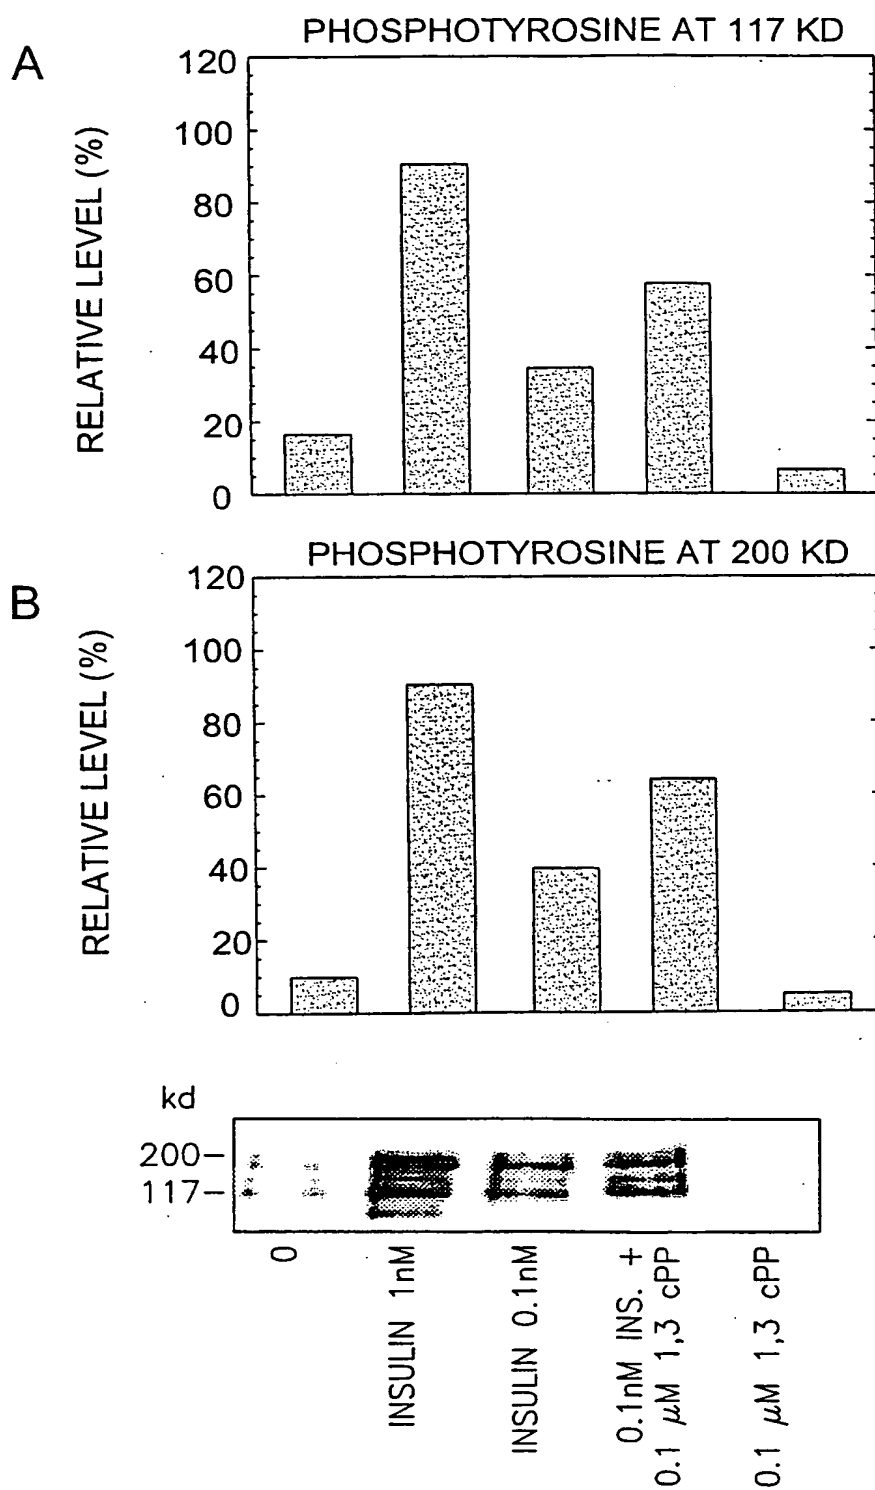 A
PHOSPHOTYROSINE AT 117 KD
RELATIVE LEVEL (%)
120
100
80
60
40
20
0
B
PHOSPHOTYROSINE AT 200 KD
RELATIVE LEVEL (%)
120
100
80
60
40
20
0
kd
200
117
0
INSULIN 1nM
INSULIN 0.1nM
0.1nM INS. +
0.1 μM 1,3 cPP
0.1 μM 1,3 cPP